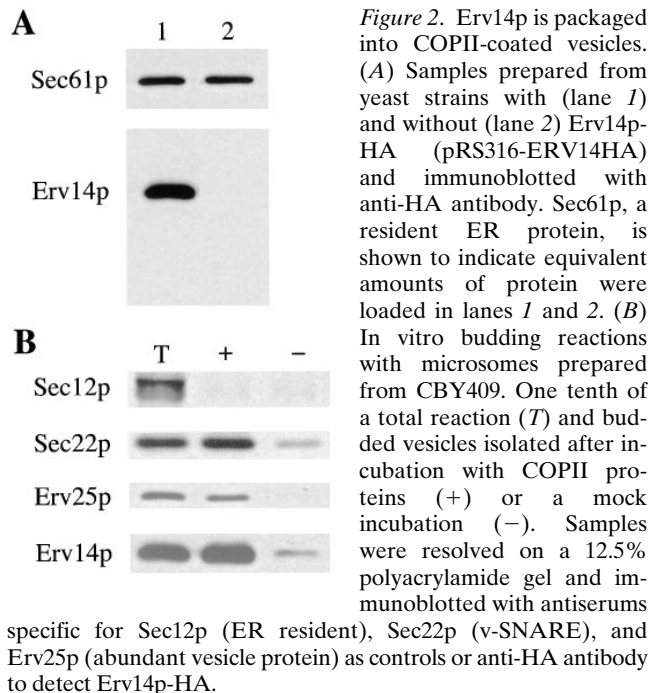 A
1 2
Sec61p
Erv14p
B
T + −
Sec12p
Sec22p
Erv25p
Erv14p
Figure 2. Erv14p is packaged
into COPII-coated vesicles.
(A) Samples prepared from
yeast strains with (lane 1)
and without (lane 2) Erv14p-
HA (pRS316-ERV14HA)
and immunoblotted with
anti-HA antibody. Sec61p, a
resident ER protein, is
shown to indicate equivalent
amounts of protein were
loaded in lanes 1 and 2. (B)
In vitro budding reactions
with microsomes prepared
from CBY409. One tenth of
a total reaction (T) and bud-
ded vesicles isolated after in-
cubation with COPII pro-
teins (+) or a mock
incubation (−). Samples
were resolved on a 12.5%
polyacrylamide gel and im-
munoblotted with antiserums
specific for Sec12p (ER resident), Sec22p (v-SNARE), and
Erv25p (abundant vesicle protein) as controls or anti-HA antibody
to detect Erv14p-HA.